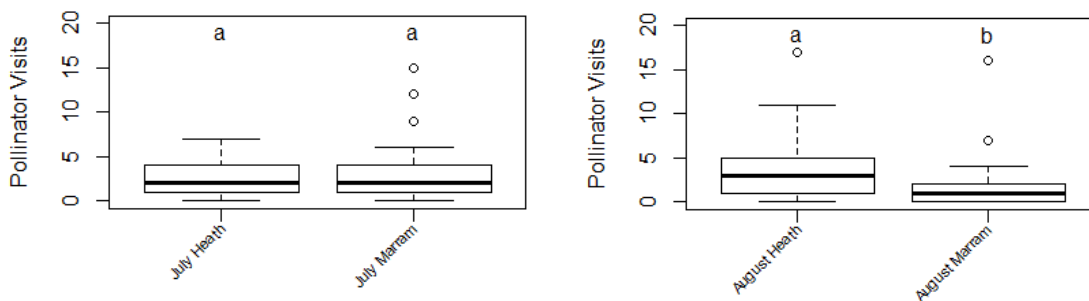 Pollinator Visits
20
15
10
5
0
a
a
July Heath
July Marram
Pollinator Visits
20
15
10
5
0
a
b
August Heath
August Marram